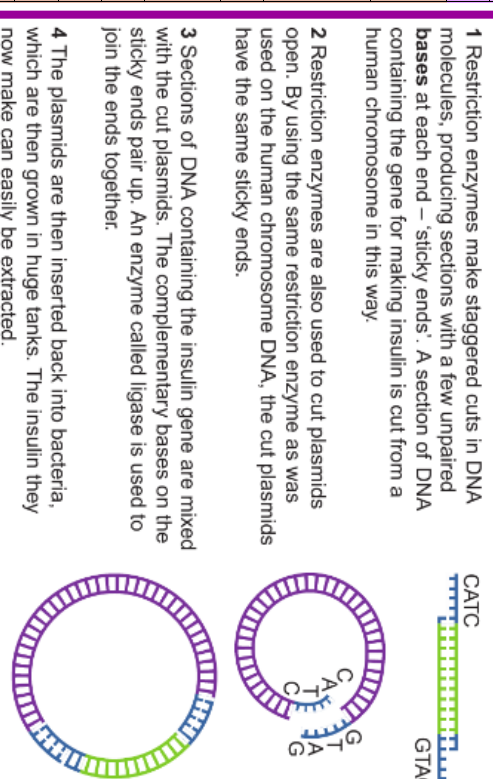 1 Restriction enzymes make staggered cuts in DNA
molecules, producing sections with a few unpaired
bases at each end – ‘sticky ends’. A section of DNA
containing the gene for making insulin is cut from a
human chromosome in this way.
CATC
GTA
2 Restriction enzymes are also used to cut plasmids
open. By using the same restriction enzyme as was
used on the human chromosome DNA, the cut plasmids
have the same sticky ends.
C
A
T
C
G
T
A
G
3 Sections of DNA containing the insulin gene are mixed
with the cut plasmids. The complementary bases on the
sticky ends pair up. An enzyme called ligase is used to
join the ends together.
4 The plasmids are then inserted back into bacteria,
which are then grown in huge tanks. The insulin they
now make can easily be extracted.